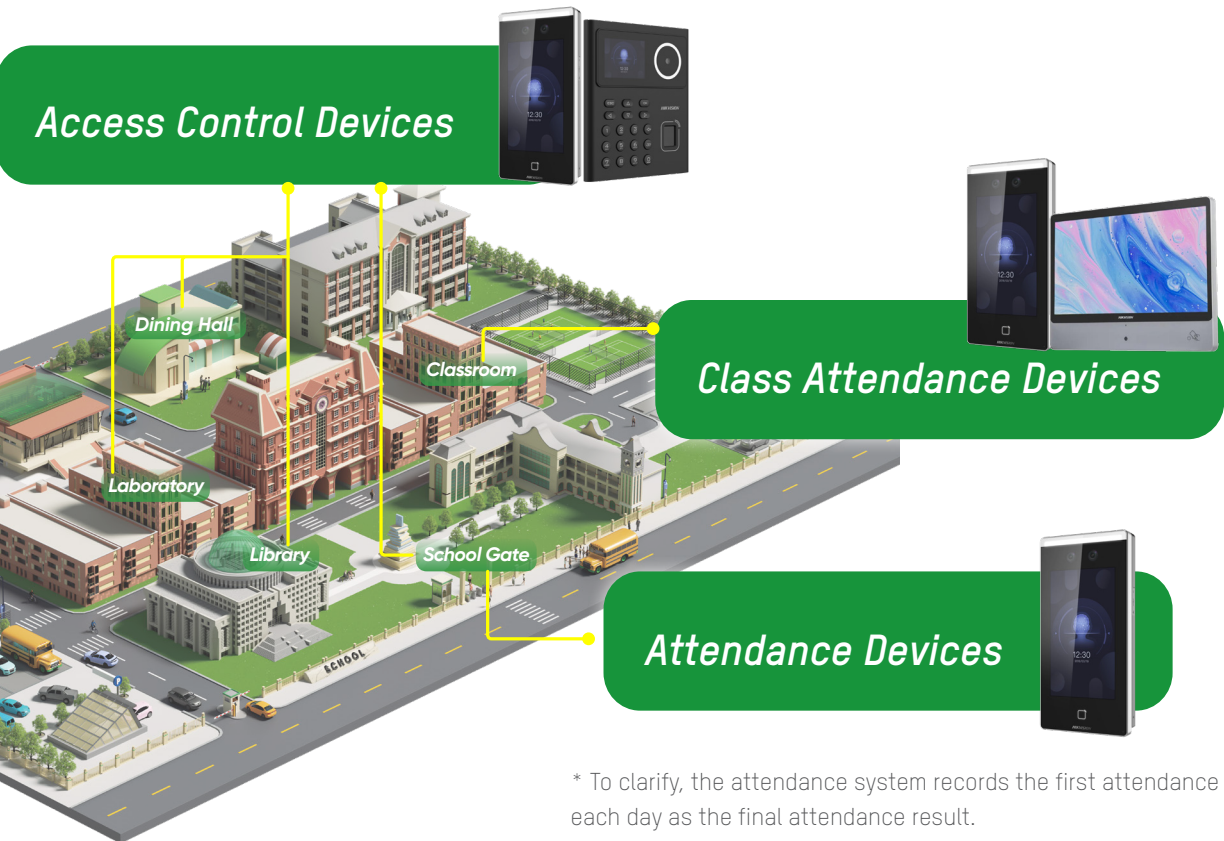 Access Control Devices
12:30
12:30
Dining Hall
Classroom
Class Attendance Devices
Laboratory
Library
School Gate
SCHOOL
Attendance Devices
12:30
* To clarify, the attendance system records the first attendance
each day as the final attendance result.